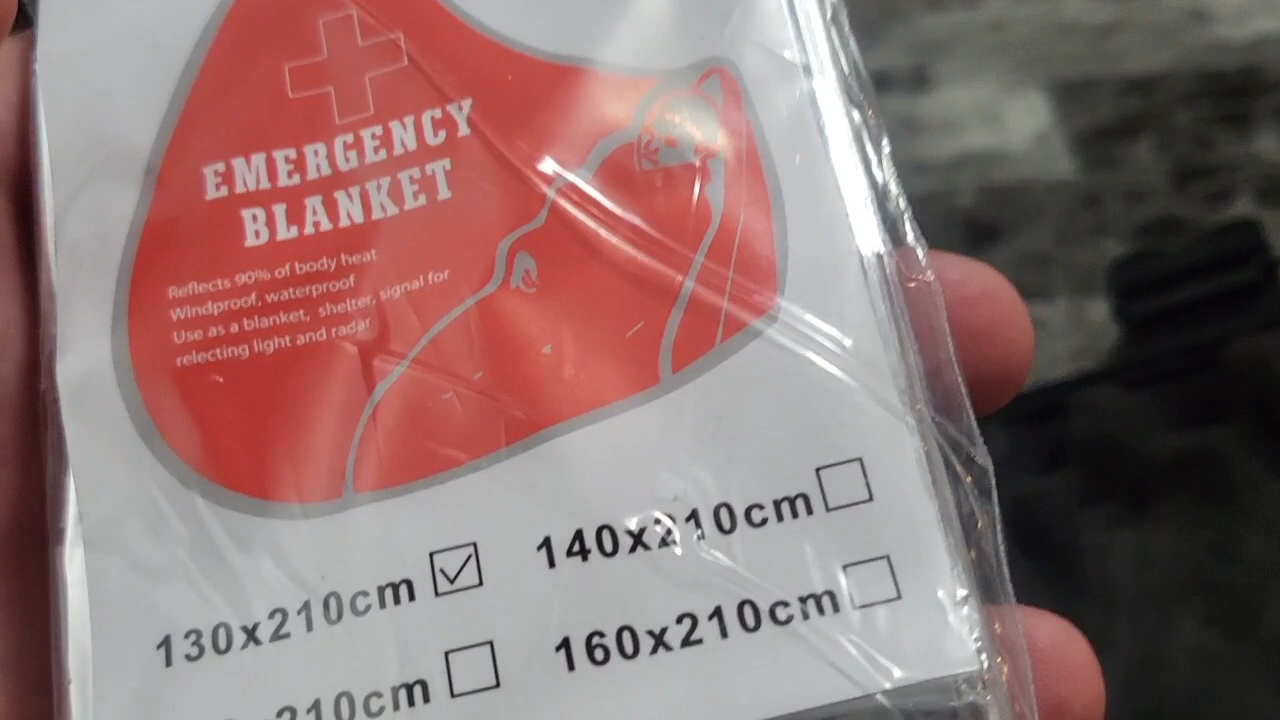 EMERGENCY
BLANKET
Reflects 90% of body heat
Windproof, waterproof
Use as a blanket, shelter, signal for
relecting light and radar
130x210cm
140x210cm
160x210cm